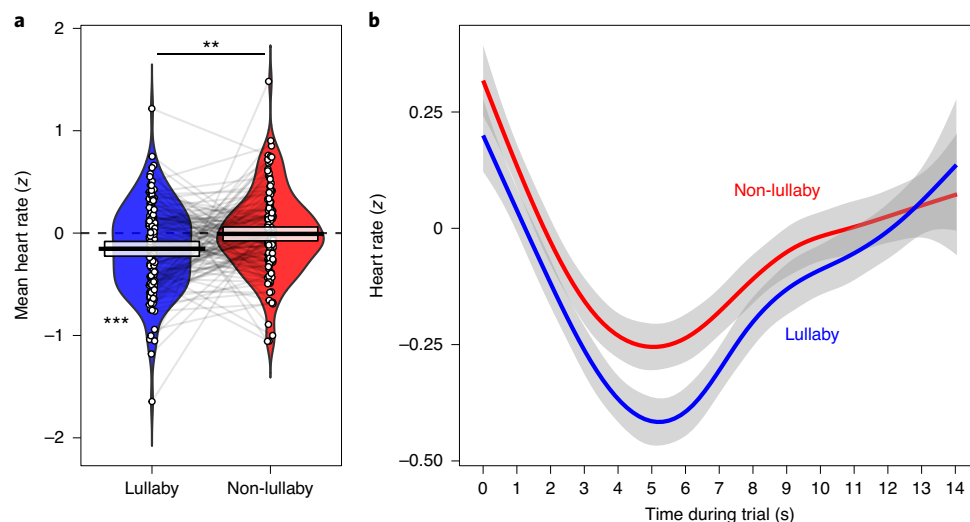 a
2
1
0
−1
−2
Mean heart rate (z)
**
***
Lullaby
Non-lullaby
b
0.25
0
−0.25
−0.50
Heart rate (z)
Non-lullaby
Lullaby
0 1 2 3 4 5 6 7 8 9 10 11 12 13 14
Time during trial (s)